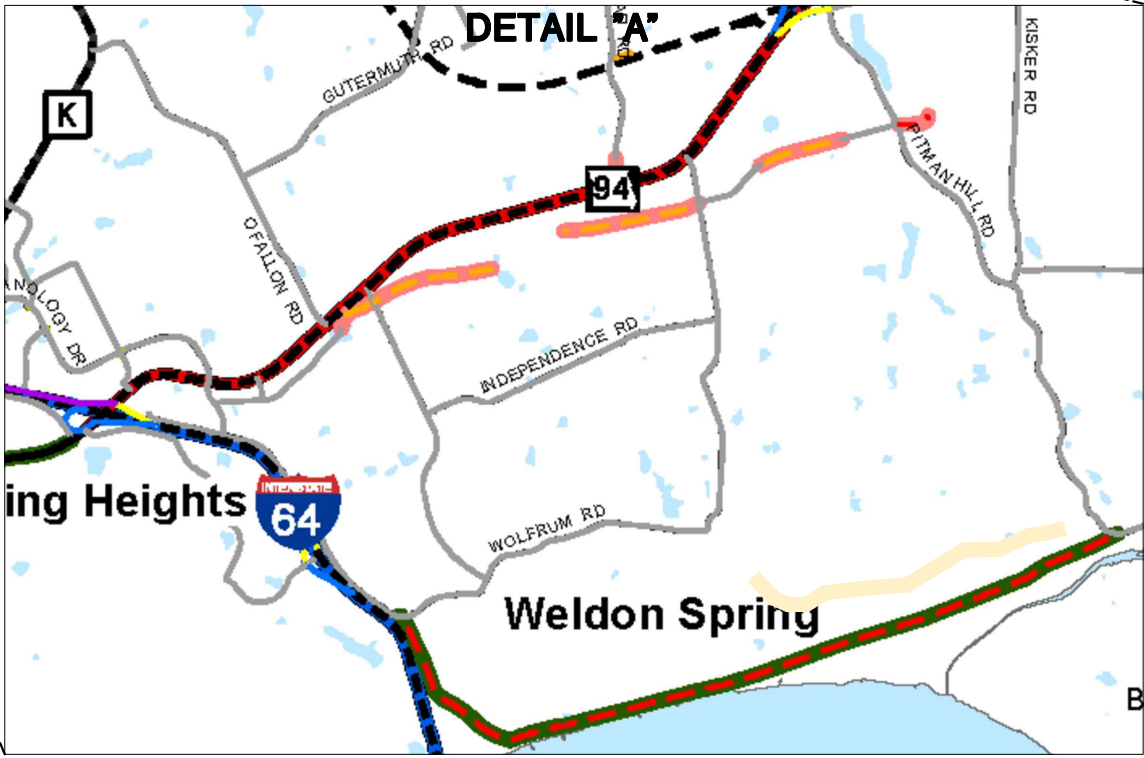 DETAIL "A"
GUTERMUTH RD
RD
KISKER RD
K
94
PITMAN HILL RD
OFALLON RD
DR
INDEPENDENCE RD
ing Heights
INTERSTATE
64
WOLFRUM RD
Weldon Spring
B